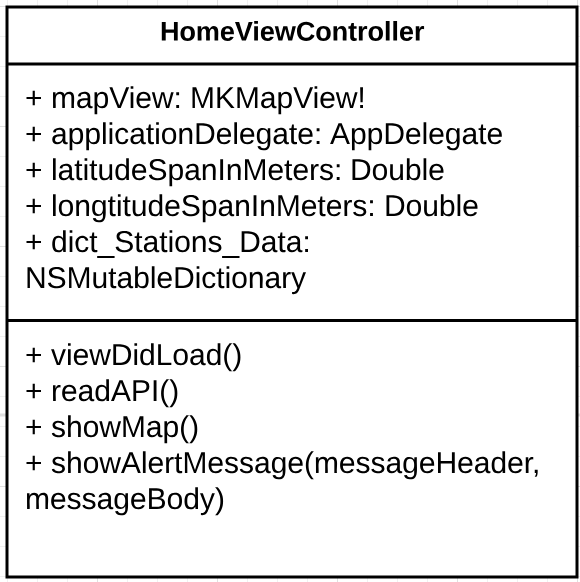 HomeViewController
+ mapView: MKMapView!
+ applicationDelegate: AppDelegate
+ latitudeSpanInMeters: Double
+ longtitudeSpanInMeters: Double
+ dict_Stations_Data:
NSMutableDictionary
+ viewDidLoad()
+ readAPI()
+ showMap()
+ showAlertMessage(messageHeader,
messageBody)